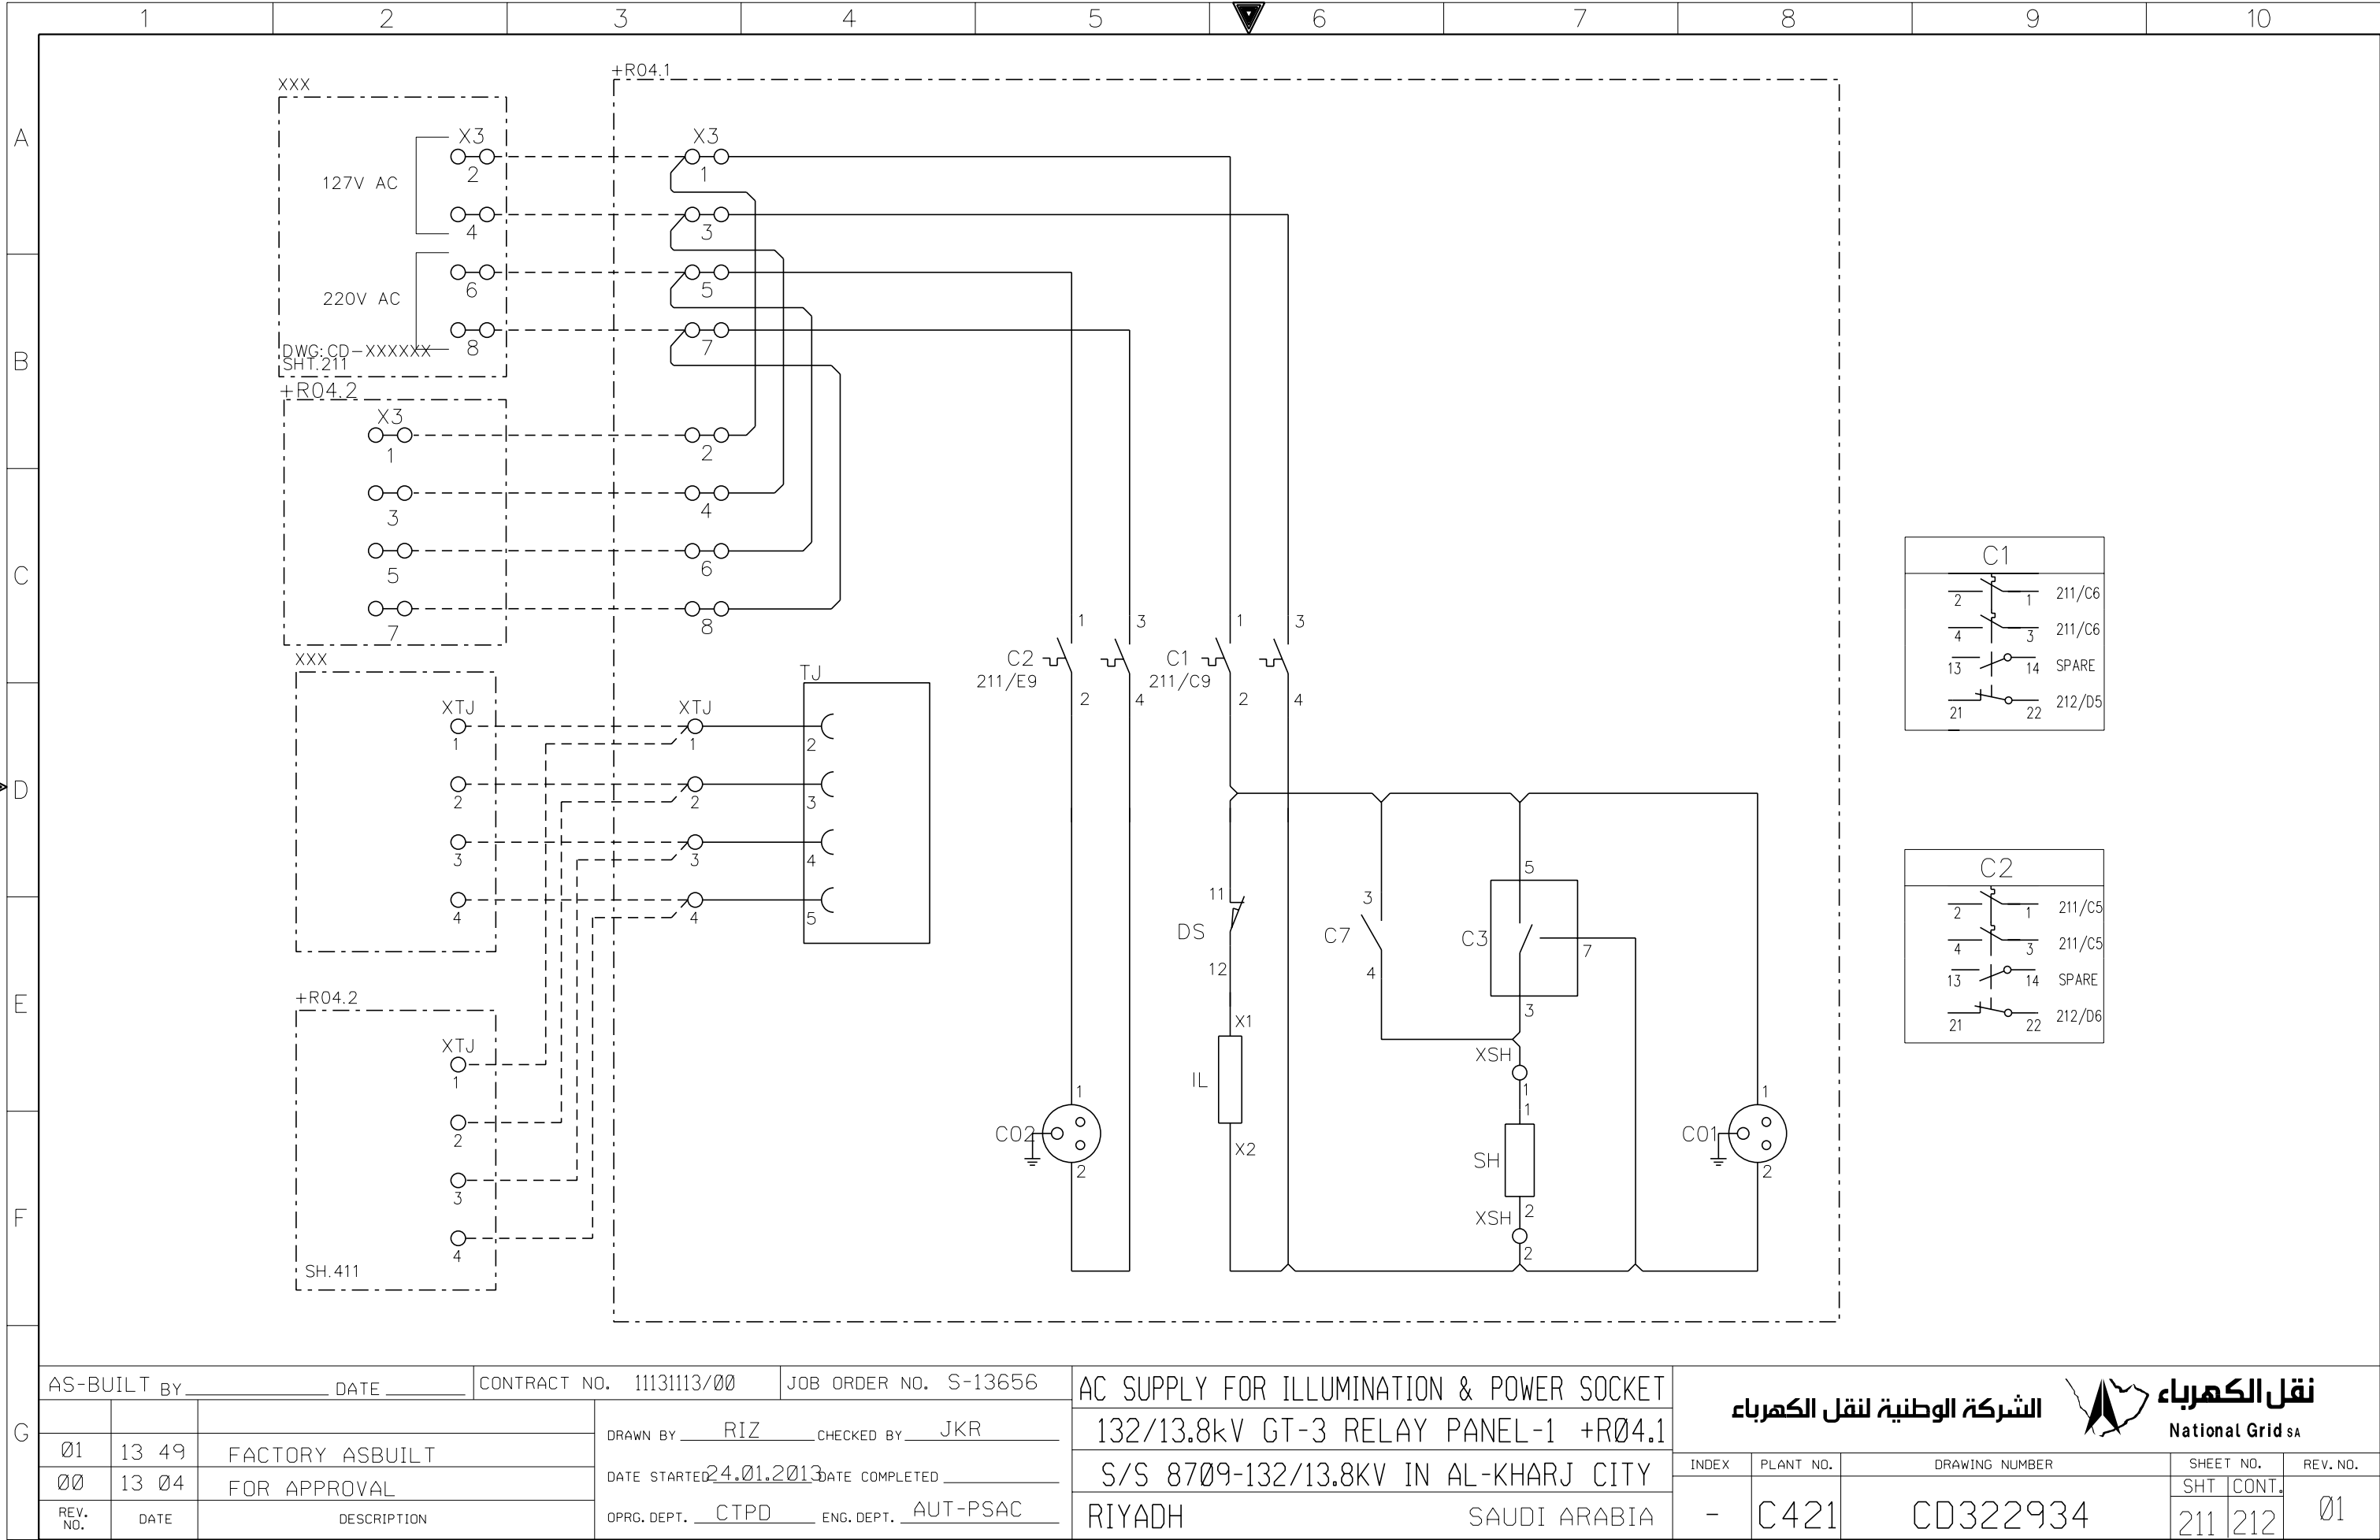 1 2 3 4 5 6 7 8 9 10
A
B
C
D
E
F
G
+R04.1
XXX
X3
2
127V AC
4
220V AC
6
8
DWG:CD-XXXXXX
SHT.211
X3
1
3
5
7
2
4
6
8
+R04.2
X3
1
3
5
7
XXX
XTJ
1
2
3
4
XTJ
1
2
3
4
TJ
2
3
4
5
+R04.2
XTJ
1
2
3
4
SH.411
C2
211/E9
1
2
3
4
C1
211/C9
1
2
3
4
DS
11
12
IL
X1
X2
C7
3
4
C3
5
7
3
XSH
1
1
SH
2
XSH
2
C02
1
2
C01
1
2
C1
2 1 211/C6
4 3 211/C6
13 14 SPARE
21 22 212/D5
C2
2 1 211/C5
4 3 211/C5
13 14 SPARE
21 22 212/D6
AS-BUILT BY DATE
CONTRACT NO. 11131113/00
JOB ORDER NO. S-13656
01 13 49 FACTORY ASBUILT
00 13 04 FOR APPROVAL
REV. NO. DATE DESCRIPTION
DRAWN BY RIZ CHECKED BY JKR
DATE STARTED 24.01.2013 DATE COMPLETED
OPRG. DEPT. CTPD ENG. DEPT. AUT-PSAC
AC SUPPLY FOR ILLUMINATION & POWER SOCKET
132/13.8kV GT-3 RELAY PANEL-1 +RØ4.1
S/S 8709-132/13.8KV IN AL-KHARJ CITY
RIYADH SAUDI ARABIA
الشركة الوطنية لنقل الكهرباء
نقل الكهرباء
National Grid SA
INDEX PLANT NO. DRAWING NUMBER SHEET NO. REV. NO.
SHT CONT.
- C421 CD322934 211 212 Ø1